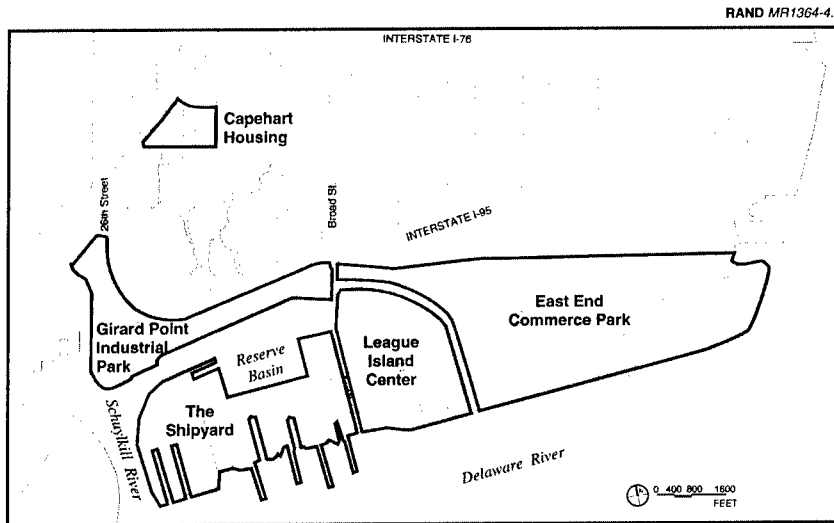 RAND MR1364-4.
INTERSTATE I-76
Capehart
Housing
26th Street
Broad St.
INTERSTATE I-95
Girard Point
Industrial
Park
Reserve
Basin
League
Island
Center
East End
Commerce Park
The
Shipyard
Schuylkill River
Delaware River
0 400 800 1600
FEET